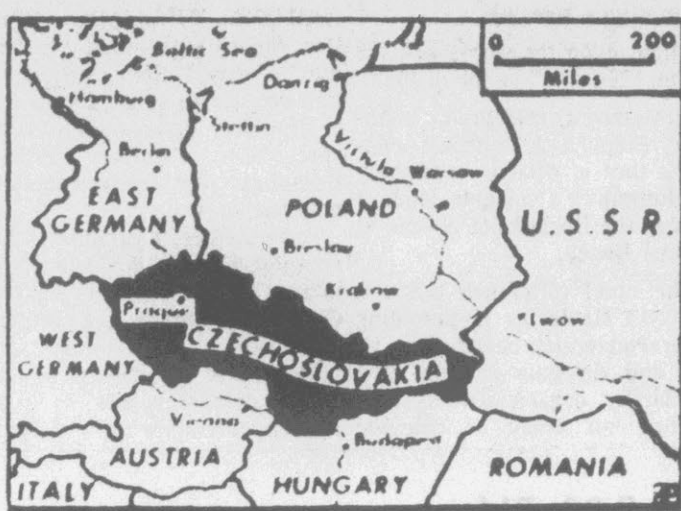 Baltic Sea
0 200
Miles
Danzig
Hamburg
Stettin
Berlin
Vistula
Warsaw
EAST
GERMANY
POLAND
U.S.S.R.
Breslaw
Krakow
Prague
Lwow
WEST
GERMANY
CZECHOSLOVAKIA
Vienna
Budapest
AUSTRIA
ROMANIA
ITALY
HUNGARY